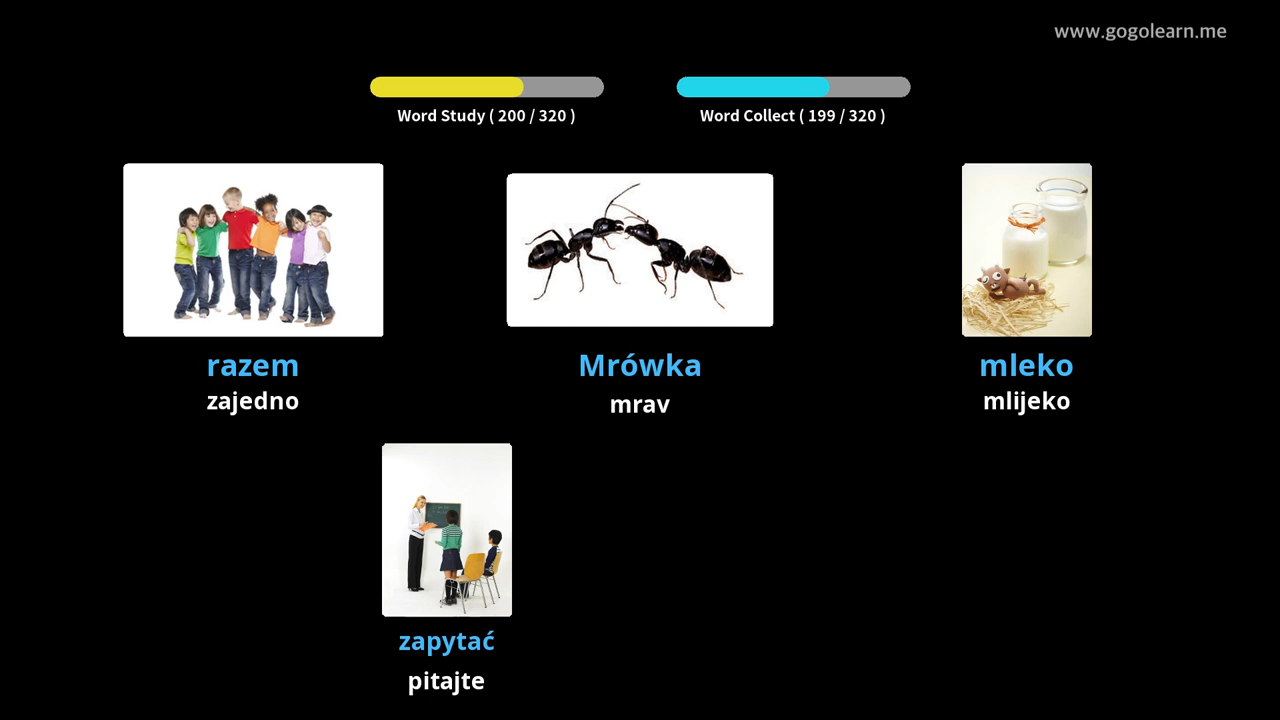 www.gogolearn.me
Word Study ( 200 / 320 )
Word Collect ( 199 / 320 )
razem
zajedno
Mrówka
mrav
mleko
mlijeko
zapytać
pitajte